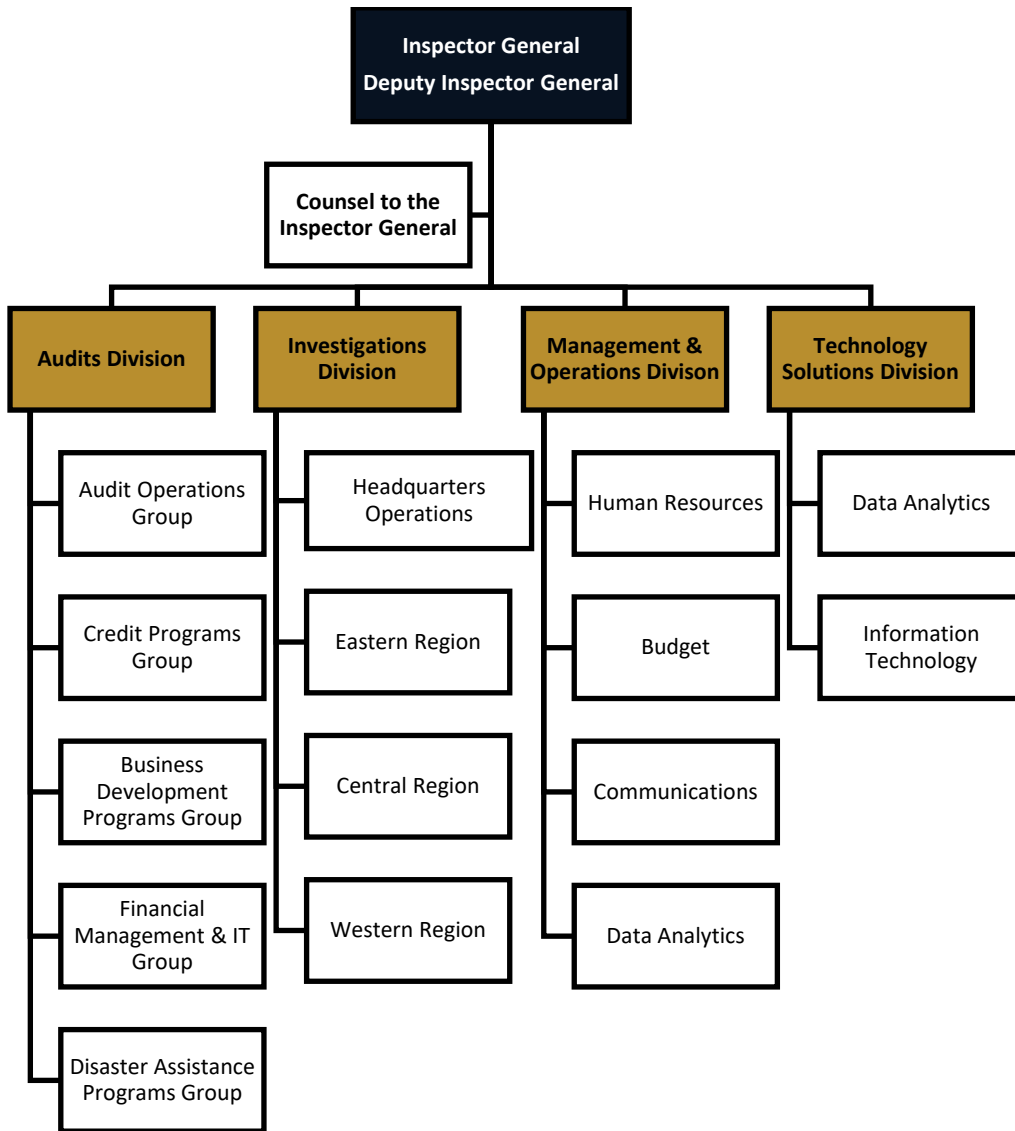 Inspector General
Deputy Inspector General
Counsel to the
Inspector General
Audits Division
Investigations
Division
Management &
Operations Divison
Technology
Solutions Division
Audit Operations
Group
Credit Programs
Group
Business
Development
Programs Group
Financial
Management & IT
Group
Disaster Assistance
Programs Group
Headquarters
Operations
Eastern Region
Central Region
Western Region
Human Resources
Budget
Communications
Data Analytics
Data Analytics
Information
Technology